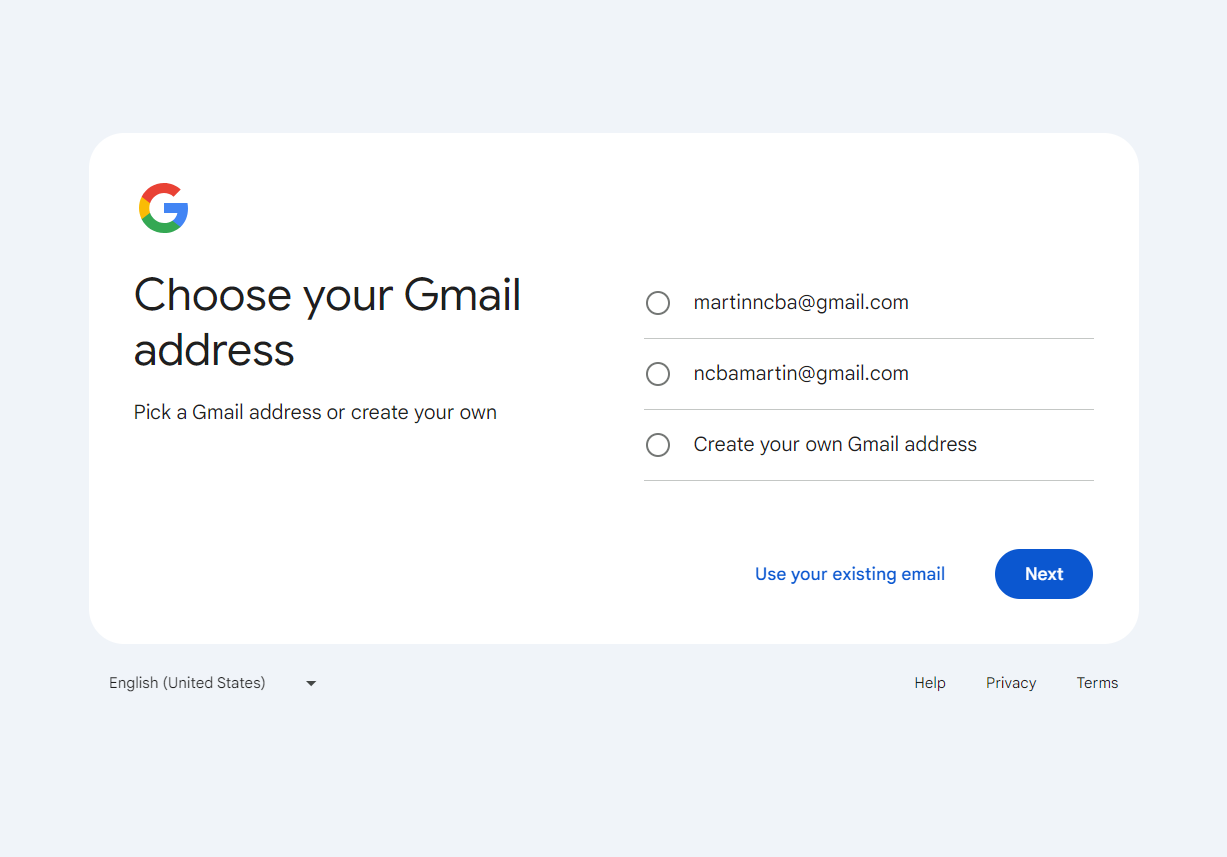 Choose your Gmail
address
Pick a Gmail address or create your own
martinncba@gmail.com
ncbamartin@gmail.com
Create your own Gmail address
Use your existing email
Next
English (United States)
Help
Privacy
Terms